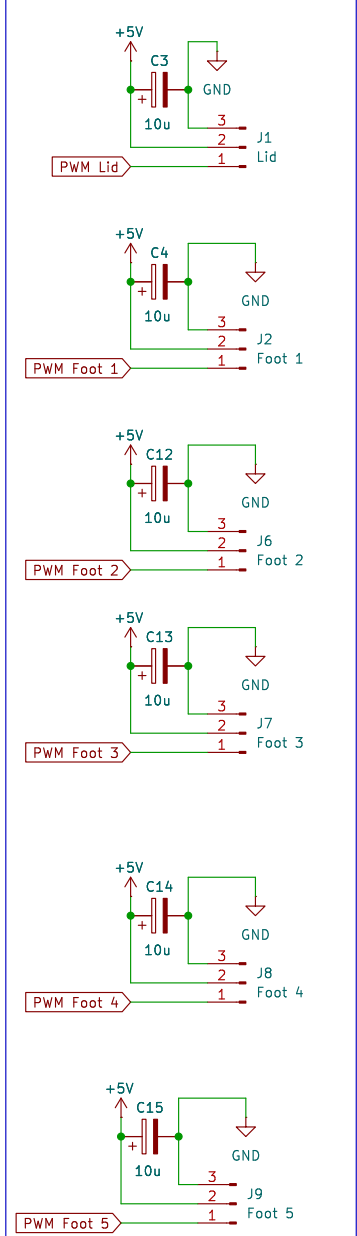 +5V
C3
GND
+
10u
3
J1
2
Lid
1
PWM Lid
+5V
C4
+
GND
10u
3
J2
2
Foot 1
1
PWM Foot 1
+5V
C12
+
GND
10u
3
J6
2
Foot 2
1
PWM Foot 2
+5V
C13
+
GND
10u
3
J7
2
Foot 3
1
PWM Foot 3
+5V
C14
+
GND
10u
3
J8
2
Foot 4
1
PWM Foot 4
+5V
C15
+
GND
10u
3
J9
2
Foot 5
1
PWM Foot 5